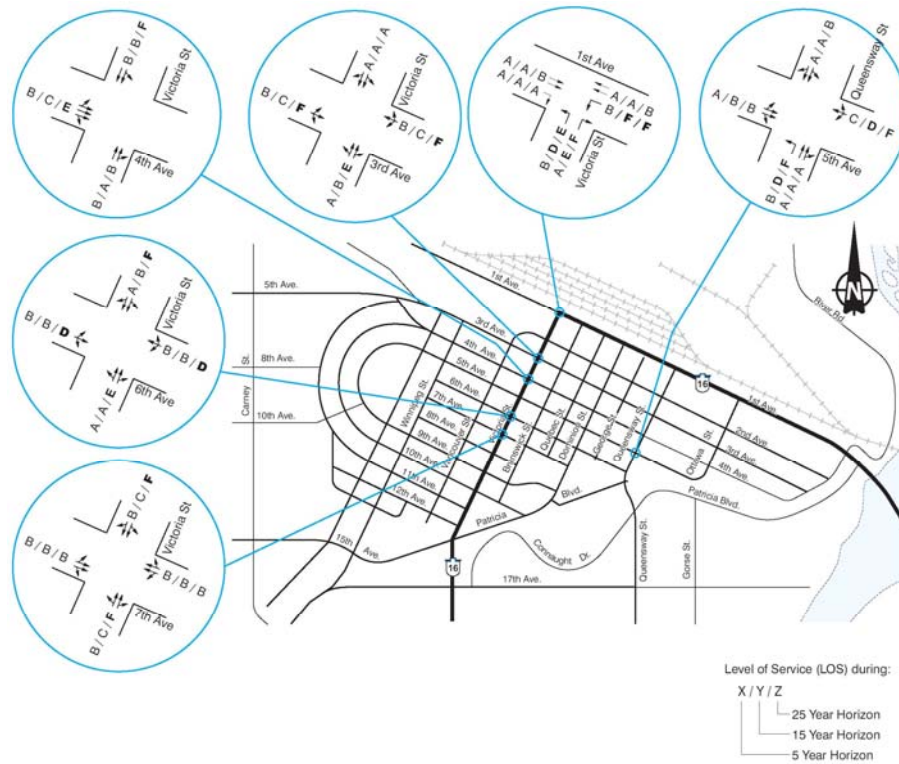 B / B / F
Victoria St
B / C / E
B / A / B
4th Ave
A / A / A
Victoria St
B / C / F
B / C / F
A / B / E
3rd Ave
1st Ave
A / A / B
A / A / A
A / A / B
B / F / F
B / D / E
A / E / F
Victoria St
A / A / B
Queensway St
A / B / B
C / D / F
B / D / F
A / A / A
5th Ave
A / B / F
Victoria St
B / B / D
B / B / D
A / A / E
6th Ave
B / C / F
Victoria St
B / B / B
B / B / B
B / C / F
7th Ave
N
River Rd
1st Ave.
5th Ave.
3rd Ave.
4th Ave.
5th Ave.
6th Ave.
7th Ave.
8th Ave.
9th Ave.
10th Ave.
11th Ave.
12th Ave.
8th Ave.
10th Ave.
Carney St.
Winnipeg St.
Vancouver St.
Brunswick St.
Quebec St.
Dominion St.
George St.
Queensway St.
Ottawa St.
16
1st Ave.
2nd Ave.
3rd Ave.
4th Ave.
Patricia Blvd.
Patricia Blvd.
15th Ave.
Connaught Dr.
16
17th Ave.
Queensway St.
Gorse St.
Level of Service (LOS) during:
X / Y / Z
25 Year Horizon
15 Year Horizon
5 Year Horizon